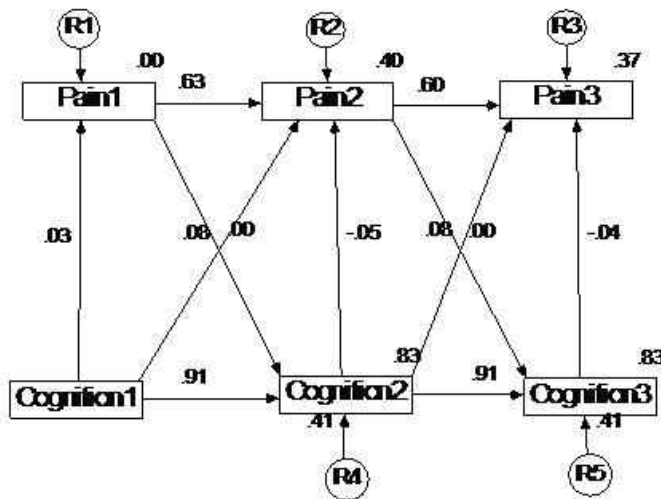 R1
R2
R3
.00
.40
.37
.63
.60
Pain1
Pain2
Pain3
.03
.08
.00
-.05
.08
.00
-.04
.83
.83
.91
.91
Cognition1
Cognition2
Cognition3
.41
.41
R4
R5